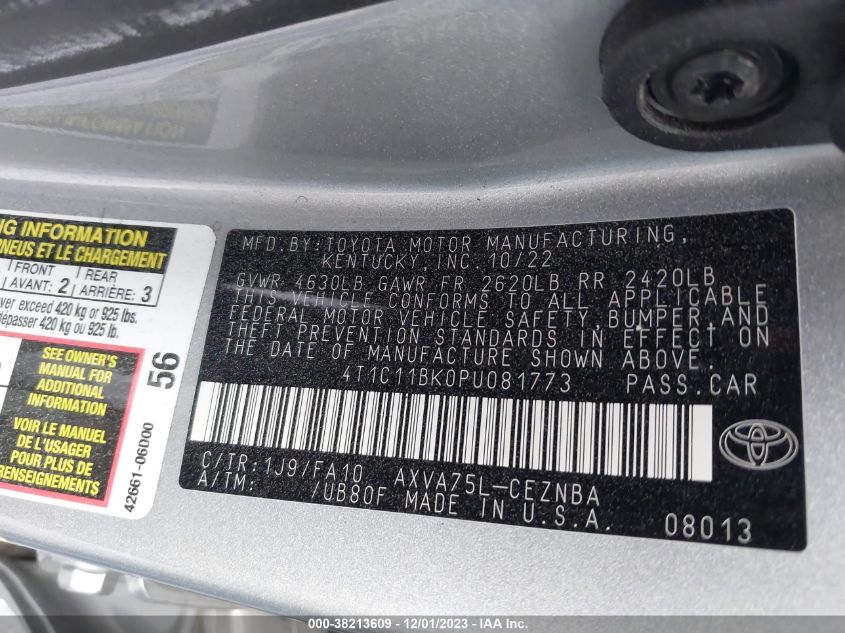 NG INFORMATION
PNEUS ET LE CHARGEMENT
FRONT
AVANT: 2
REAR
ARRIÈRE: 3
ver exceed 420 kg or 925 lbs.
dépasser 420 kg ou 925 lb.
SEE OWNER'S
MANUAL FOR
ADDITIONAL
INFORMATION
VOIR LE MANUEL
DE L'USAGER
POUR PLUS DE
RENSEIGNEMENTS
56
42661-06D00
MFD.BY:TOYOTA MOTOR MANUFACTURING,
KENTUCKY,INC. 10/22
GVWR 4630LB GAWR FR 2620LB RR 2420LB
THIS VEHICLE CONFORMS TO ALL APPLICABLE
FEDERAL MOTOR VEHICLE SAFETY,BUMPER,AND
THEFT PREVENTION STANDARDS IN EFFECT ON
THE DATE OF MANUFACTURE SHOWN ABOVE.
4T1C11BK0PU081773 PASS.CAR
C/TR:1J9/FA10 AXVA75L-CEZNBA
A/TM: /UB80F MADE IN U.S.A.
08013
000-38213609 - 12/01/2023 - IMAGE©IAA, LLC.